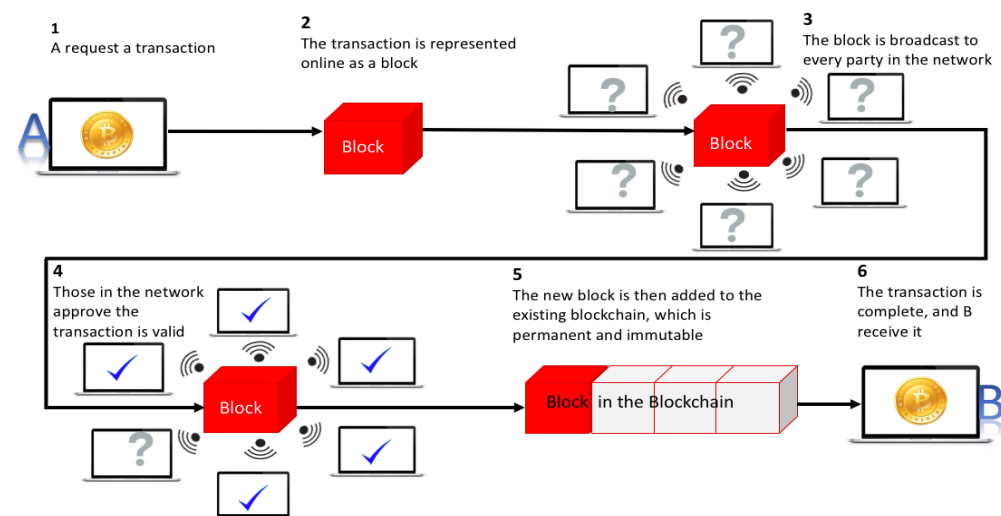 1
A request a transaction
2
The transaction is represented
online as a block
3
The block is broadcast to
every party in the network
A
Block
?
?
?
?
?
?
Block
4
Those in the network
approve the
transaction is valid
?
Block
5
The new block is then added to the
existing blockchain, which is
permanent and immutable
Block in the Blockchain
6
The transaction is
complete, and B
receive it
B